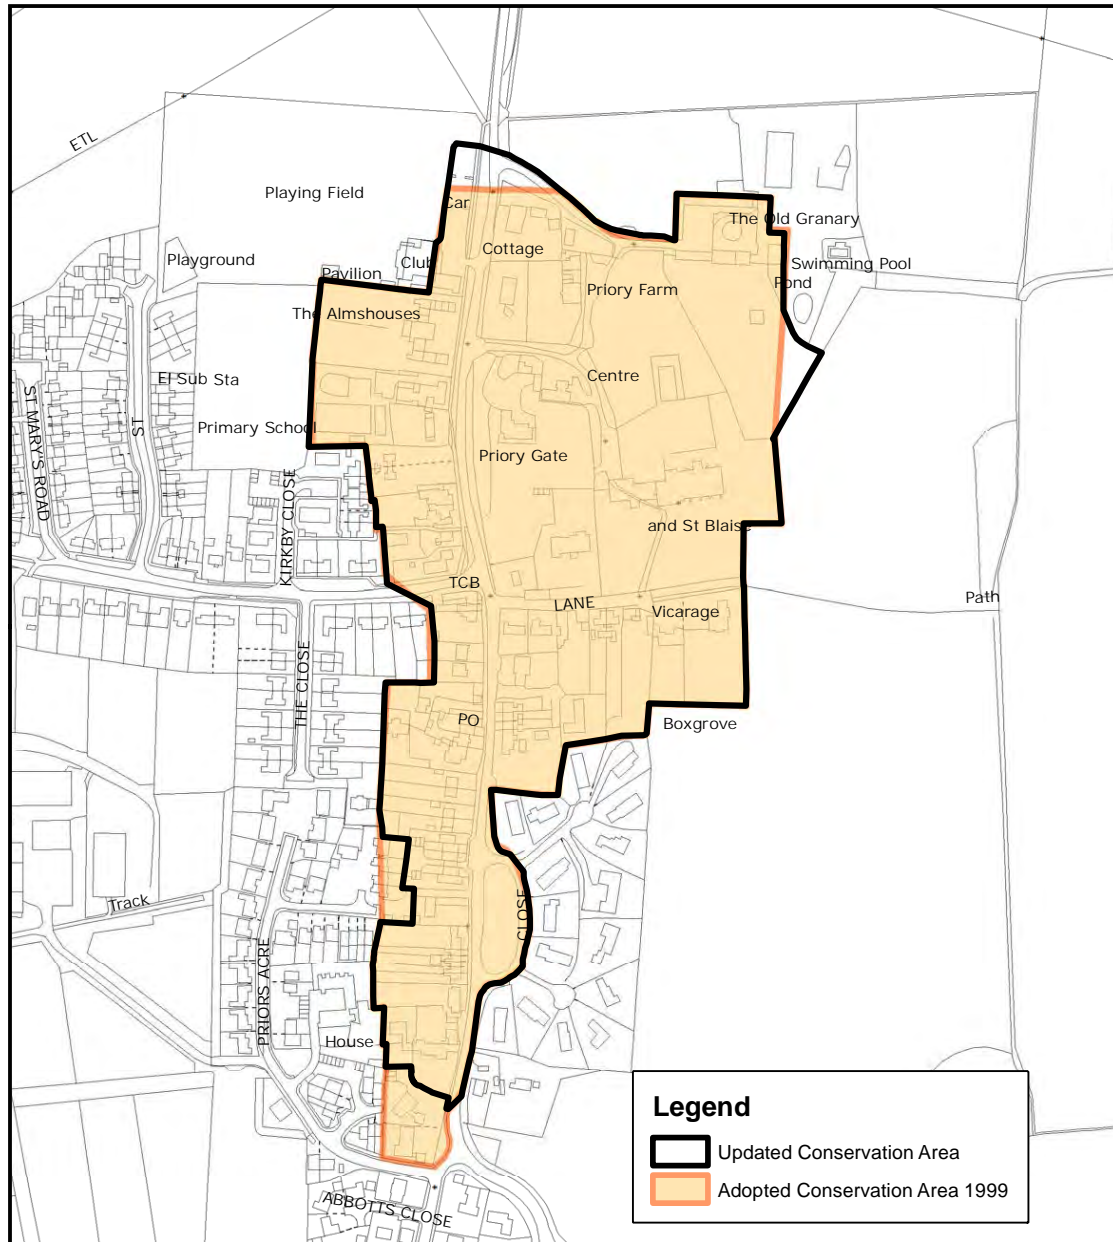 ETL
Playing Field
Car
The Old Granary
Cottage
Playground
Pavilion
Club
Swimming Pool
Pond
Priory Farm
The Almshouses
El Sub Sta
Centre
ST MARY'S ROAD
ST
Primary School
Priory Gate
KIRKBY CLOSE
and St Blaise
TCB
LANE
Vicarage
Path
THE CLOSE
PO
Boxgrove
Track
CLOSE
PRIORS ACRE
House
ABBOTTS CLOSE
Legend
Updated Conservation Area
Adopted Conservation Area 1999